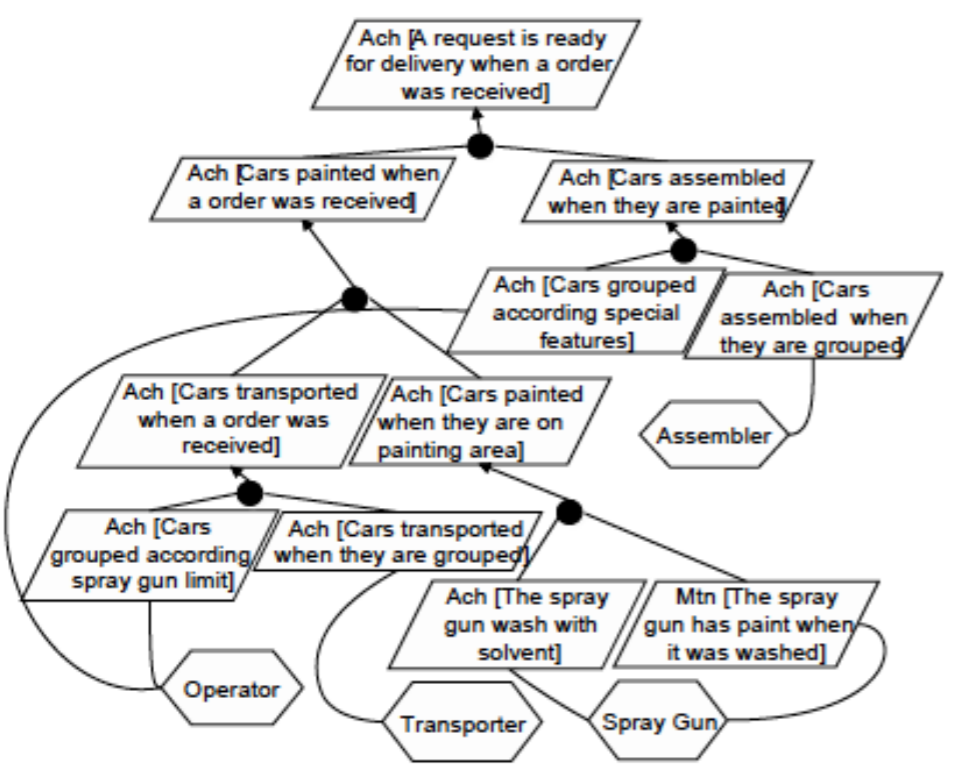 Ach [A request is ready
for delivery when a order
was received]
Ach [Cars painted when
a order was received]
Ach [Cars assembled
when they are painted]
Ach [Cars grouped
according special
features]
Ach [Cars
assembled when
they are grouped]
Ach [Cars transported
when a order was
received]
Ach [Cars painted
when they are on
painting area]
Assembler
Ach [Cars
grouped according
spray gun limit]
Ach [Cars transported
when they are grouped]
Ach [The spray
gun wash with
solvent]
Mtn [The spray
gun has paint when
it was washed]
Operator
Transporter
Spray Gun